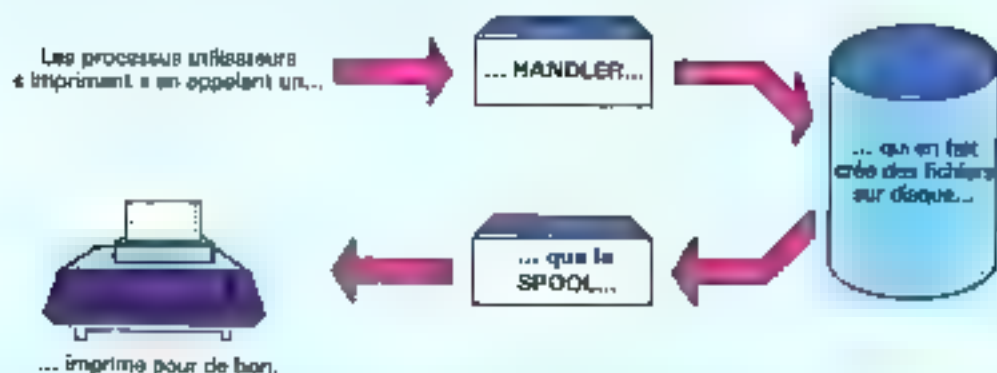 Les processus utilisateurs
« impriment » en appelant un...
... HANDLER...
... qui en fait
crée des fichiers
sur disque...
... que le
SPOOL...
... imprime pour de bon.